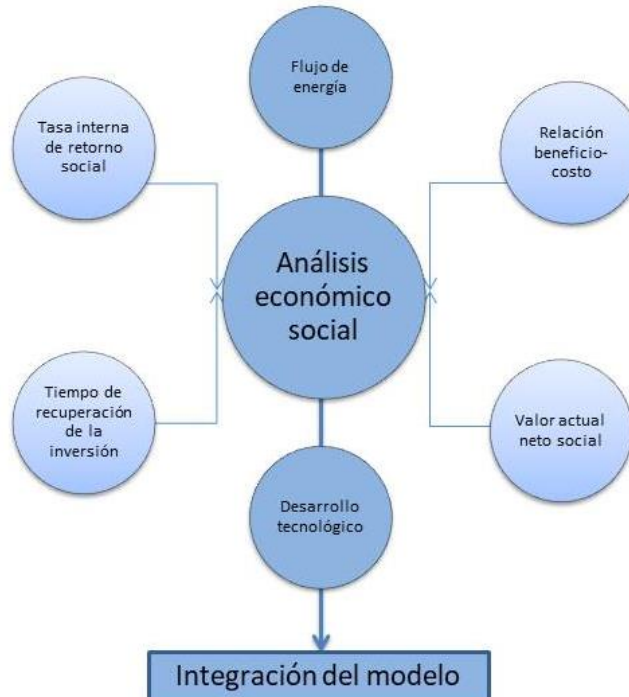 Flujo de
energía
Tasa interna
de retorno
social
Relación
beneficio-
costo
Análisis
económico
social
Tiempo de
recuperación
de la
inversión
Valor actual
neto social
Desarrollo
tecnológico
Integración del modelo